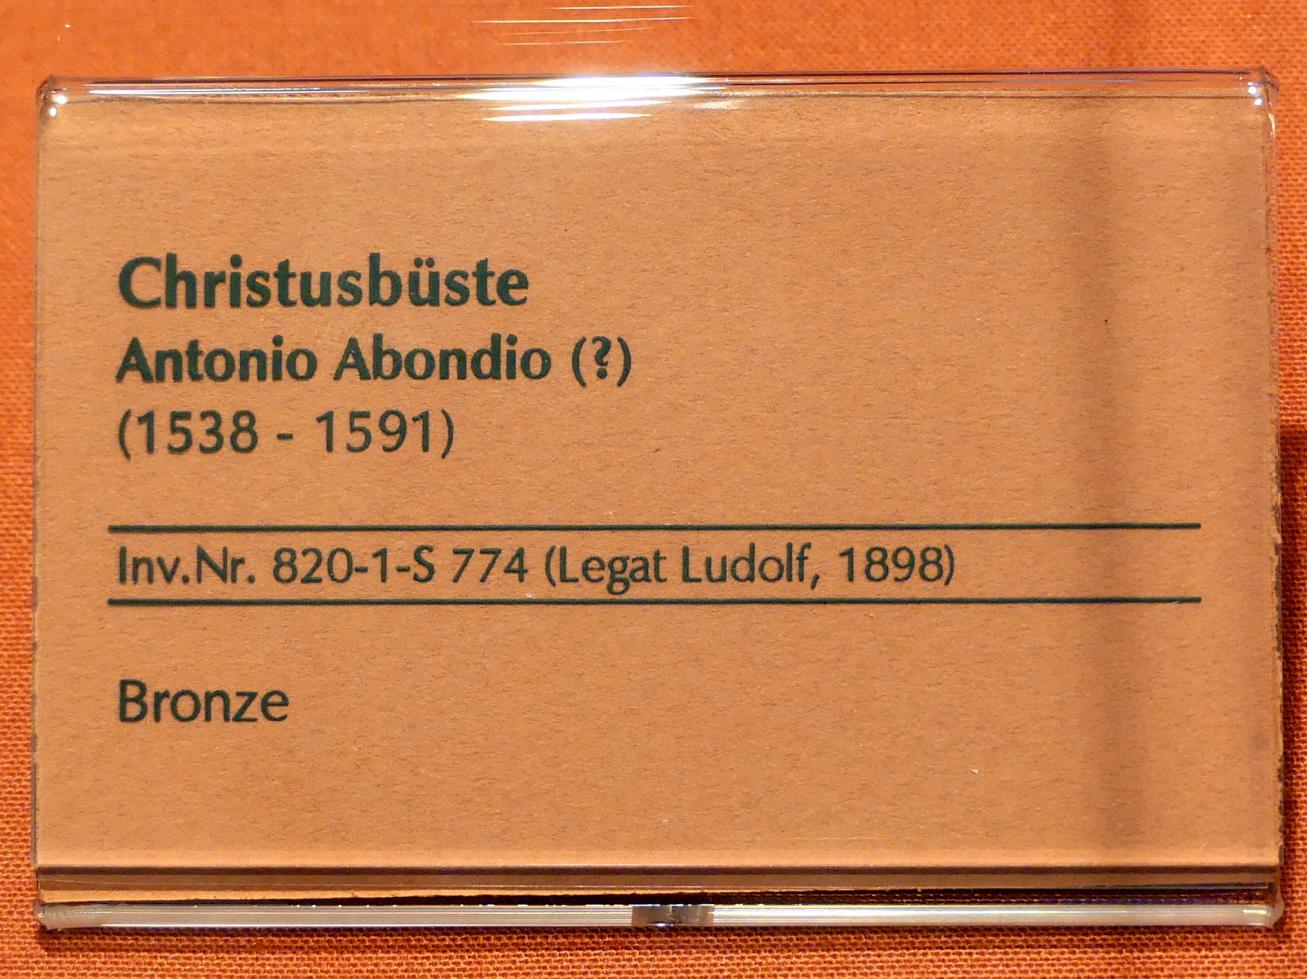 Christusbüste
Antonio Abondio (?)
(1538 - 1591)
Inv.Nr. 820-1-S 774 (Legat Ludolf, 1898)
Bronze